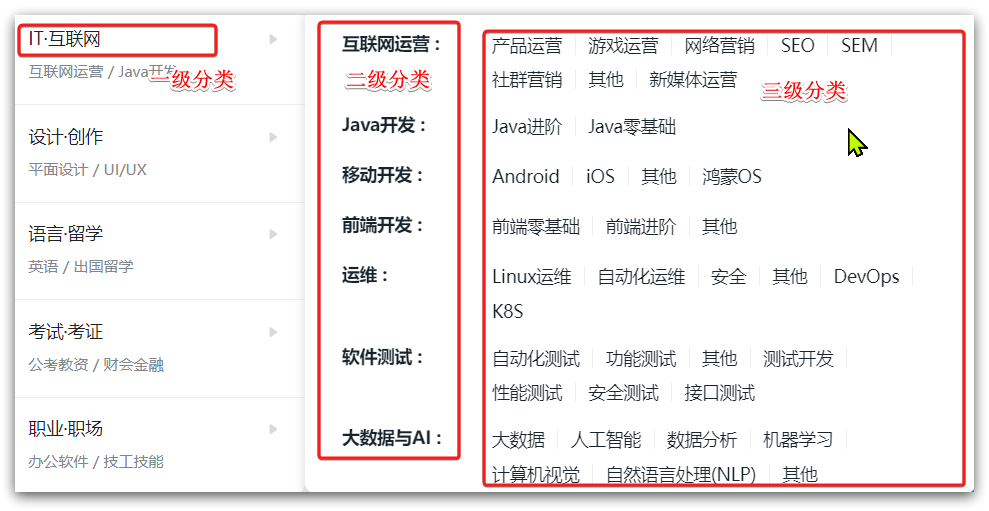 IT·互联网
互联网运营 / Java开发
一级分类
设计·创作
平面设计 / UI/UX
语言·留学
英语 / 出国留学
考试·考证
公考教资 / 财会金融
职业·职场
办公软件 / 技工技能
二级分类
三级分类
互联网运营： 产品运营 游戏运营 网络营销 SEO SEM
社群营销 其他 新媒体运营
Java开发： Java进阶 Java零基础
移动开发： Android iOS 其他 鸿蒙OS
前端开发： 前端零基础 前端进阶 其他
运维： Linux运维 自动化运维 安全 其他 DevOps
K8S
软件测试： 自动化测试 功能测试 其他 测试开发
性能测试 安全测试 接口测试
大数据与AI： 大数据 人工智能 数据分析 机器学习
计算机视觉 自然语言处理(NLP) 其他